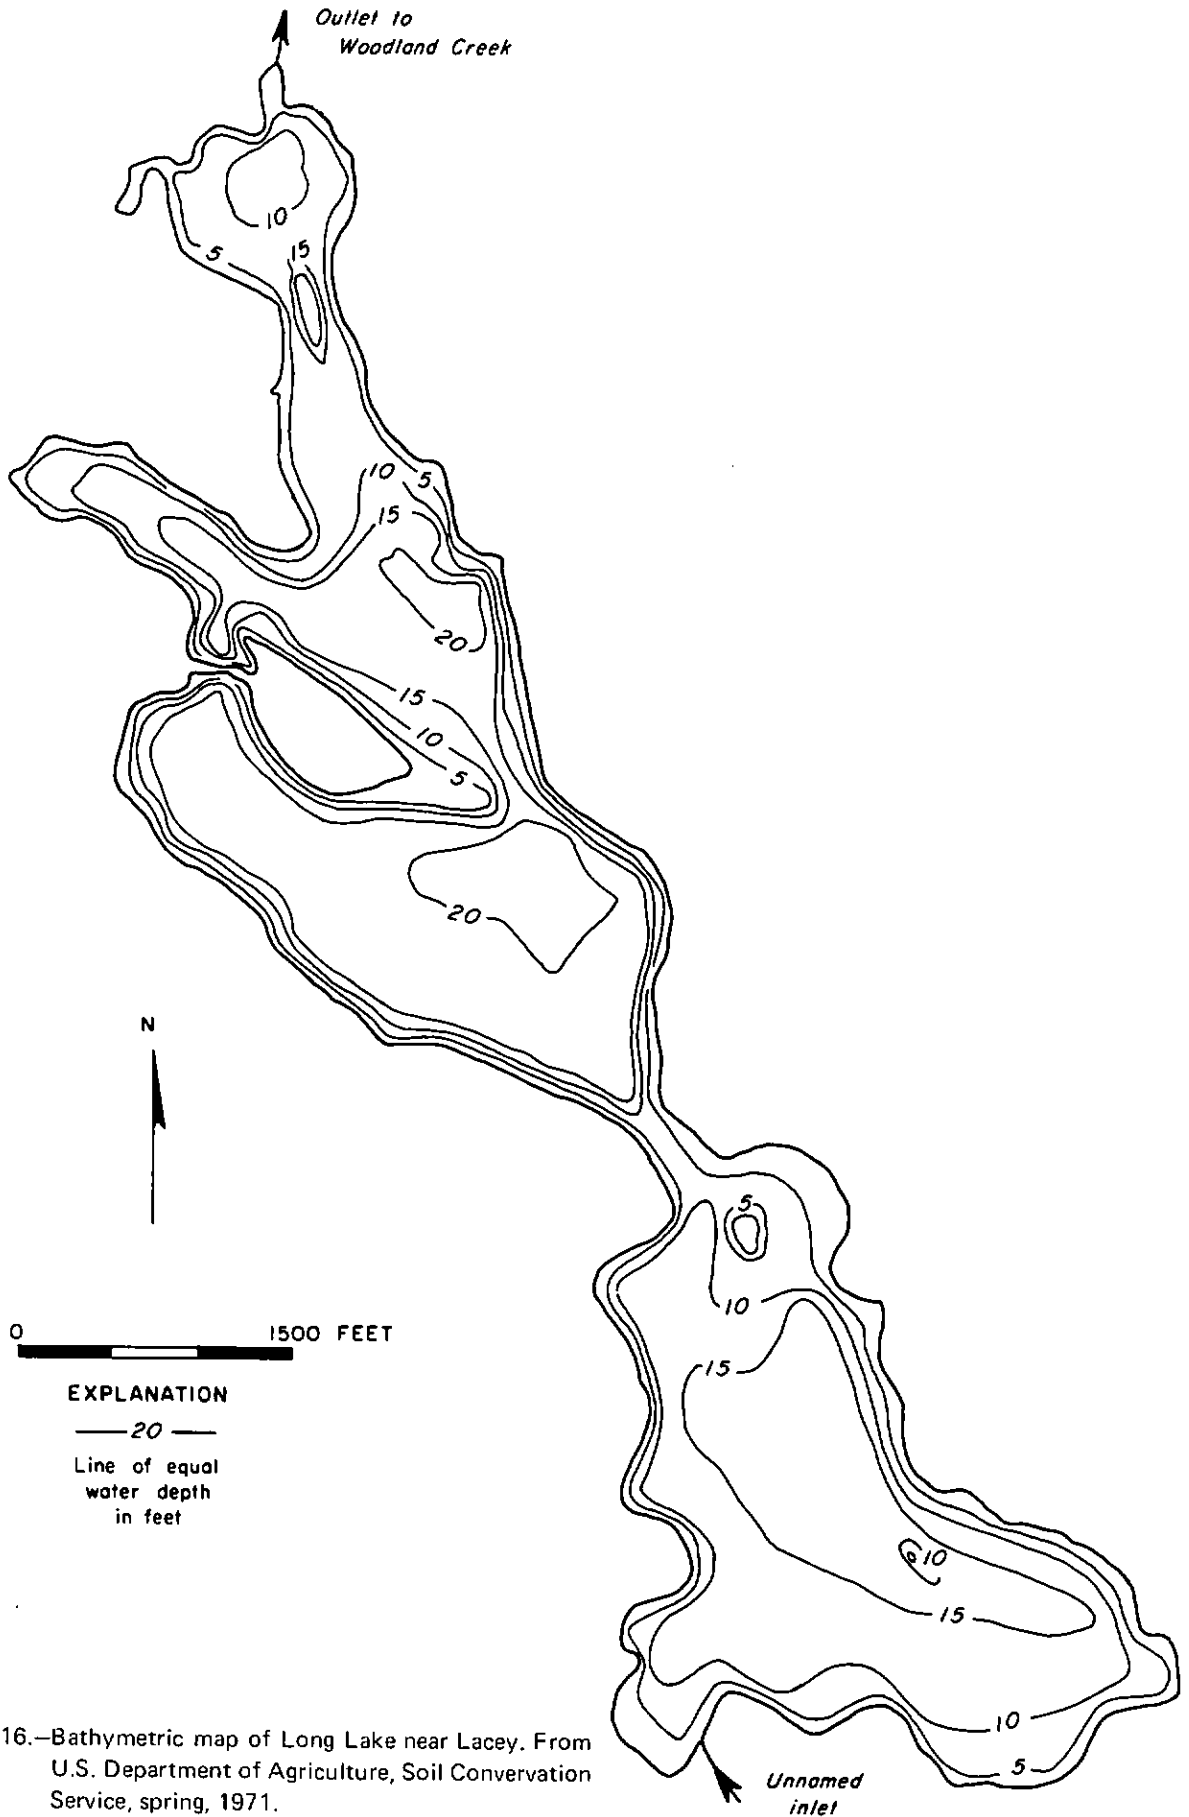 Outlet to
Woodland Creek
10
5
15
10
5
15
20
15
10
5
20
N
5
10
0 1500 FEET
15
EXPLANATION
20
Line of equal
water depth
in feet
10
15
10
5
16.—Bathymetric map of Long Lake near Lacey. From
U.S. Department of Agriculture, Soil Convervation
Service, spring, 1971.
Unnamed
inlet